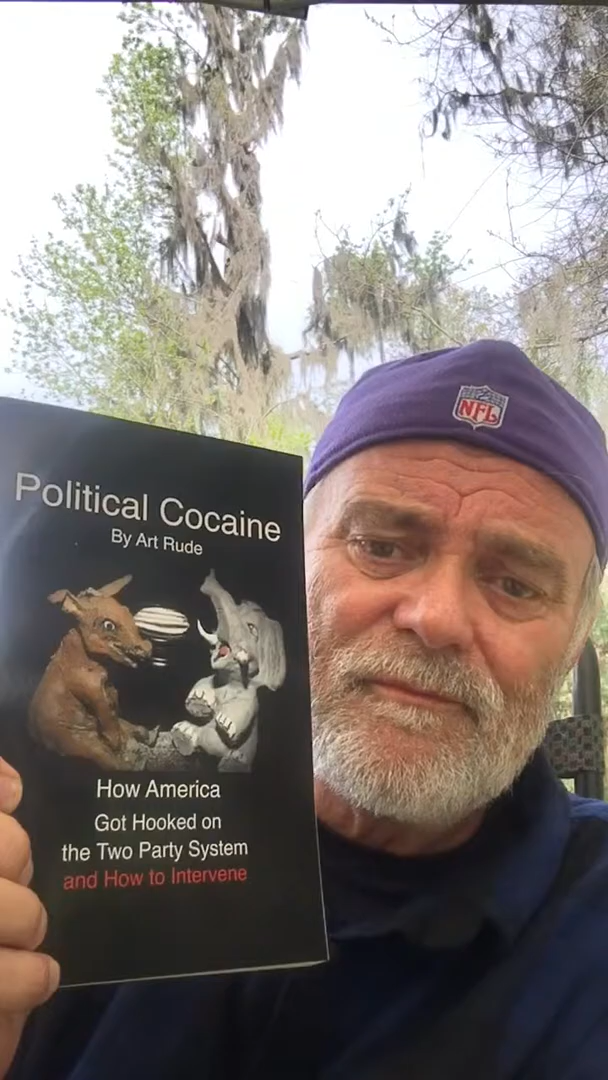 NFL
Political Cocaine
By Art Rude
How America
Got Hooked on
the Two Party System
and How to Intervene